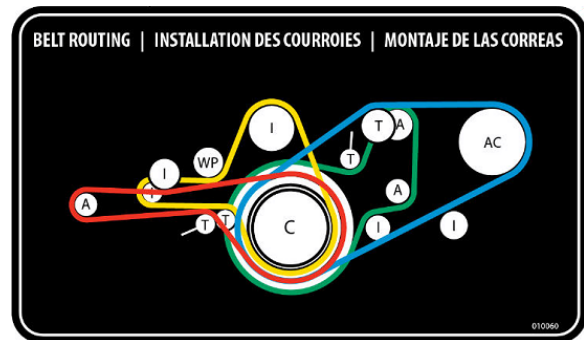 BELT ROUTING | INSTALLATION DES COURROIES | MONTAJE DE LAS CORREAS
I
T
A
WP
I
T
AC
A
A
T
T
C
I
I
010060